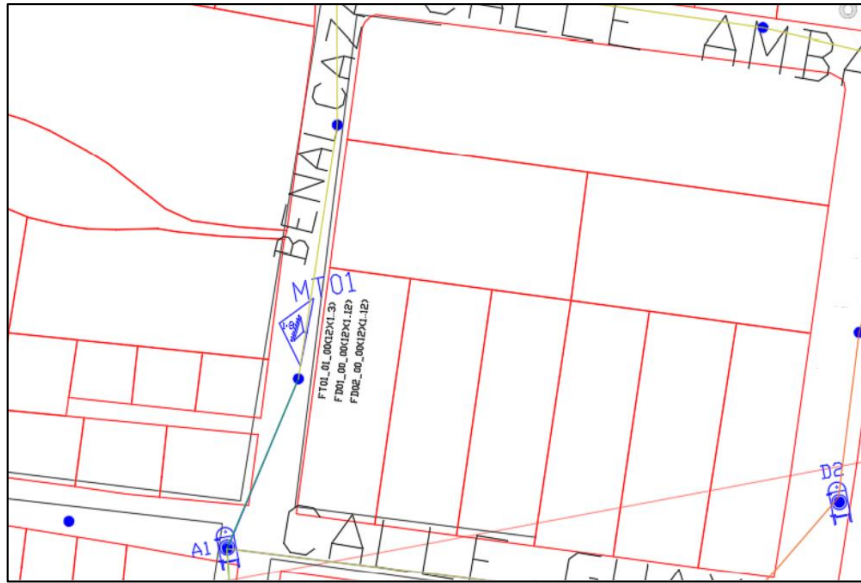 CALLE AMBA
BENALCAZ
MT01
FT01_01_00(12X1.3)
FD01_00_00(12X1.12)
FD02_00_00(12X1.12)
D2
A1
CALLE